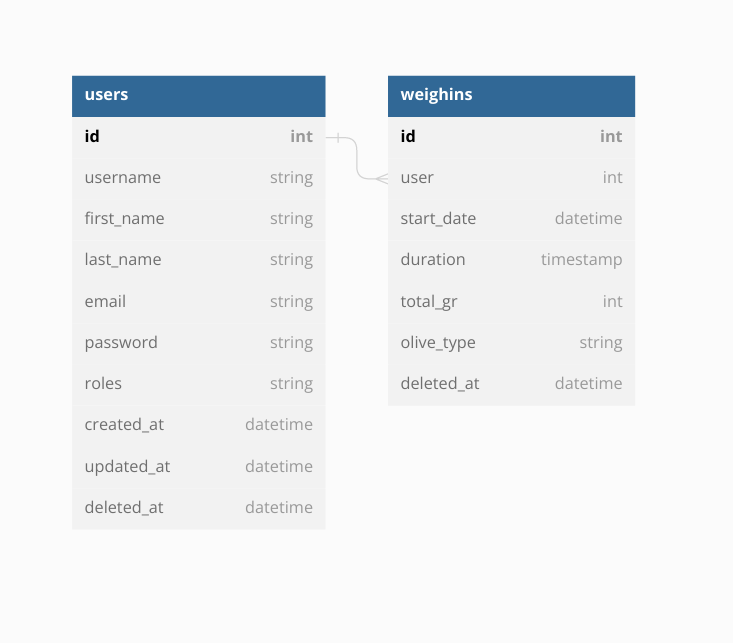 users
id int
username string
first_name string
last_name string
email string
password string
roles string
created_at datetime
updated_at datetime
deleted_at datetime
weighins
id int
user int
start_date datetime
duration timestamp
total_gr int
olive_type string
deleted_at datetime